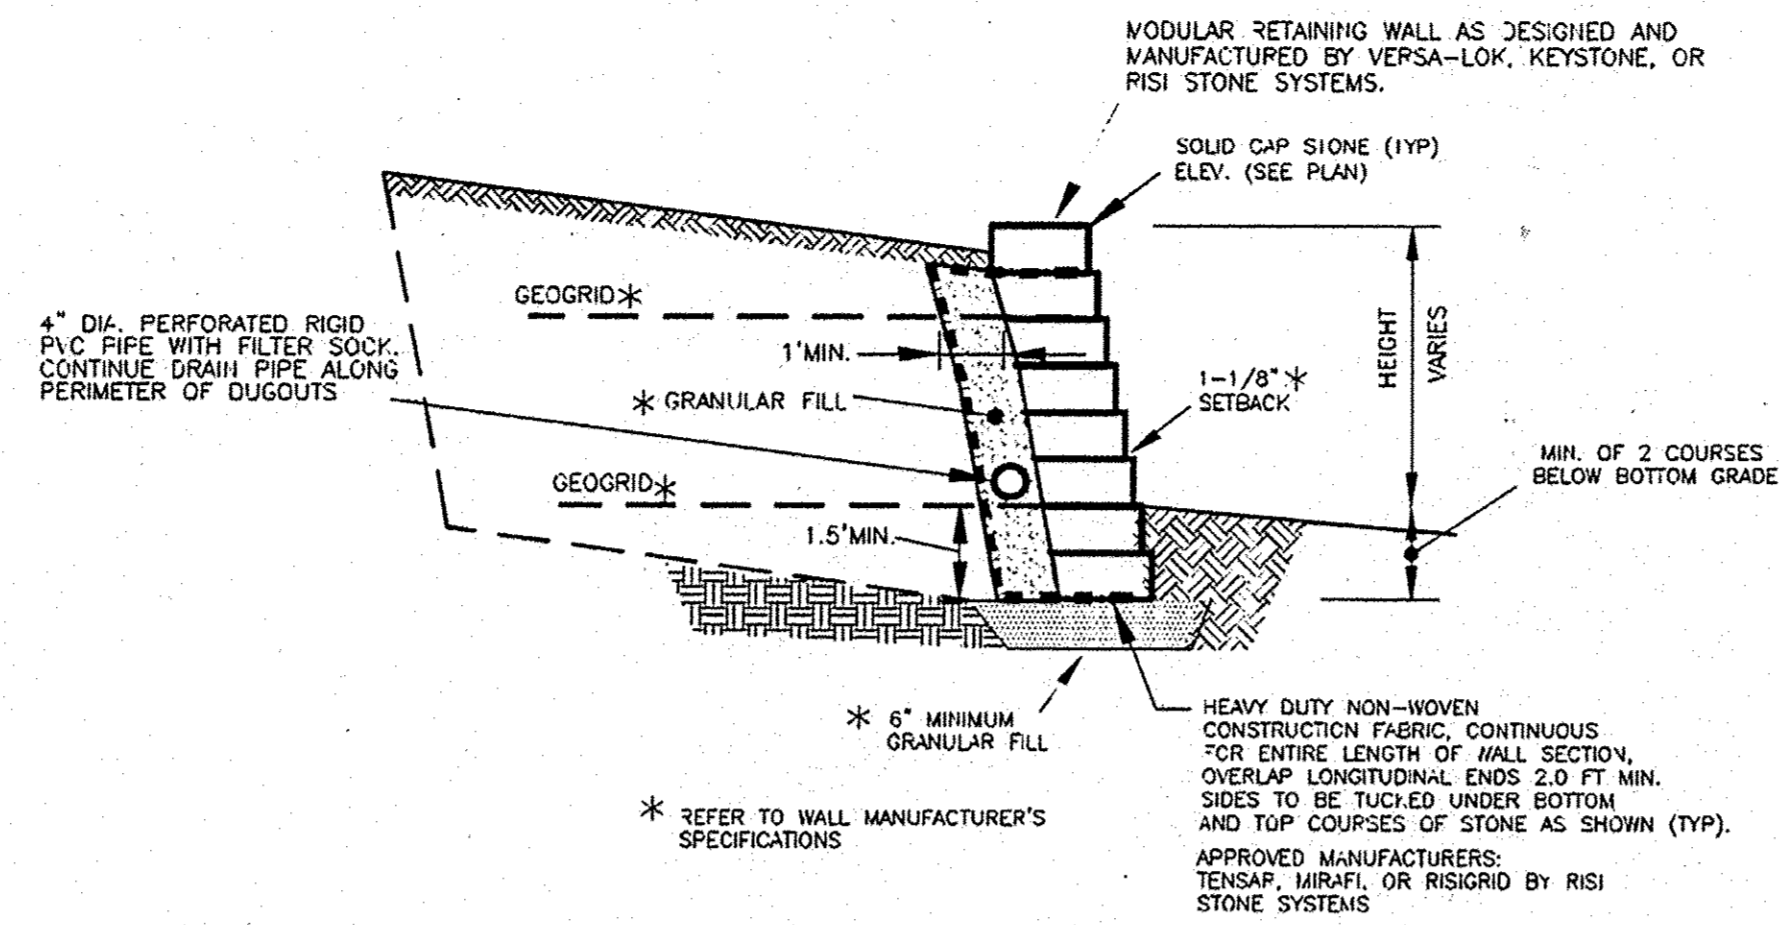 MODULAR RETAINING WALL AS DESIGNED AND
MANUFACTURED BY VERSA-LOK, KEYSTONE, OR
RISI STONE SYSTEMS.
SOLID CAP STONE (TYP)
ELEV. (SEE PLAN)
GEOGRID*
4" DIA. PERFORATED RIGID
PVC PIPE WITH FILTER SOCK.
CONTINUE DRAIN PIPE ALONG
PERIMETER OF DUGOUTS
1'MIN.
* GRANULAR FILL
1-1/8" *
SETBACK
HEIGHT
VARIES
MIN. OF 2 COURSES
BELOW BOTTOM GRADE
GEOGRID*
1.5'MIN.
* 6" MINIMUM
GRANULAR FILL
HEAVY DUTY NON-WOVEN
CONSTRUCTION FABRIC, CONTINUOUS
FOR ENTIRE LENGTH OF WALL SECTION,
OVERLAP LONGITUDINAL ENDS 2.0 FT MIN.
SIDES TO BE TUCKED UNDER BOTTOM
AND TOP COURSES OF STONE AS SHOWN (TYP).
* REFER TO WALL MANUFACTURER'S
SPECIFICATIONS
APPROVED MANUFACTURERS:
TENSAR, MIRAFI, OR RISIGRID BY RISI
STONE SYSTEMS